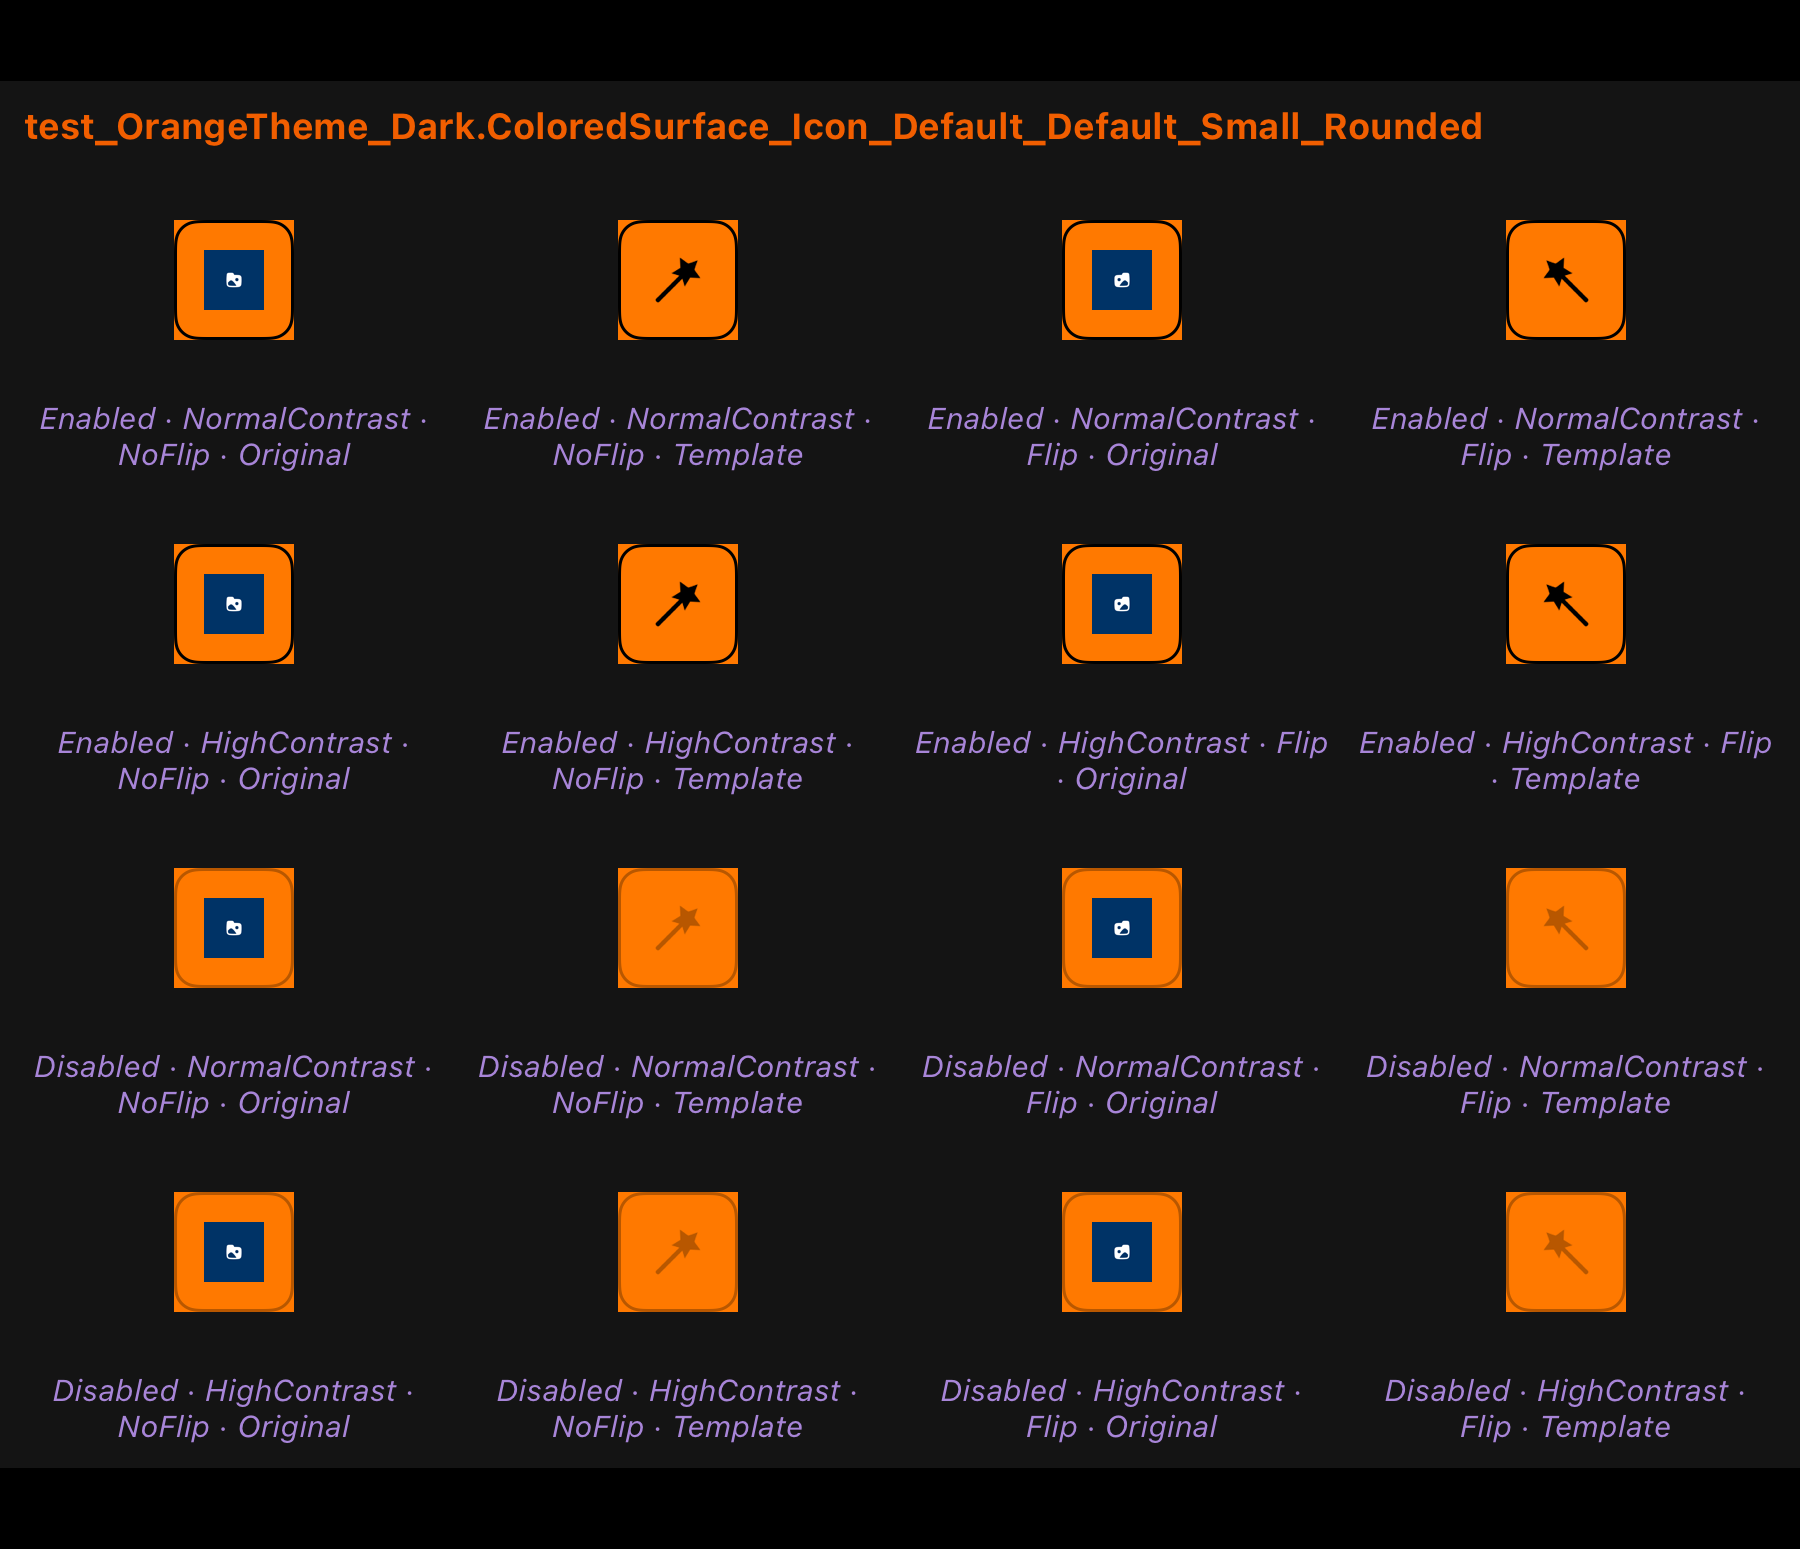 test_OrangeTheme_Dark.ColoredSurface_Icon_Default_Default_Small_Rounded
Enabled · NormalContrast ·
NoFlip · Original
Enabled · NormalContrast ·
NoFlip · Template
Enabled · NormalContrast ·
Flip · Original
Enabled · NormalContrast ·
Flip · Template
Enabled · HighContrast ·
NoFlip · Original
Enabled · HighContrast ·
NoFlip · Template
Enabled · HighContrast · Flip
· Original
Enabled · HighContrast · Flip
· Template
Disabled · NormalContrast ·
NoFlip · Original
Disabled · NormalContrast ·
NoFlip · Template
Disabled · NormalContrast ·
Flip · Original
Disabled · NormalContrast ·
Flip · Template
Disabled · HighContrast ·
NoFlip · Original
Disabled · HighContrast ·
NoFlip · Template
Disabled · HighContrast ·
Flip · Original
Disabled · HighContrast ·
Flip · Template